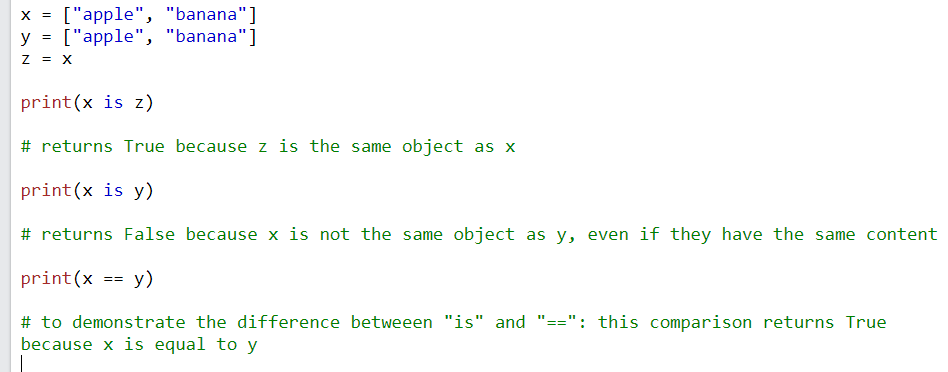 x = ["apple", "banana"]
y = ["apple", "banana"]
z = x
print(x is z)
# returns True because z is the same object as x
print(x is y)
# returns False because x is not the same object as y, even if they have the same content
print(x == y)
# to demonstrate the difference betweeen "is" and "==": this comparison returns True
because x is equal to y